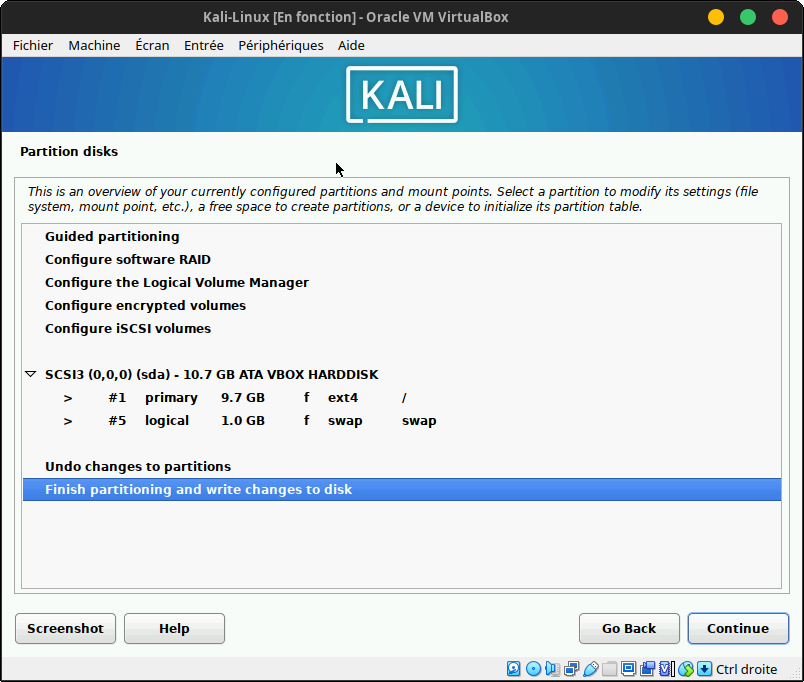 Kali-Linux [En fonction] - Oracle VM VirtualBox
Fichier Machine Écran Entrée Périphériques Aide
KALI
Partition disks
This is an overview of your currently configured partitions and mount points. Select a partition to modify its settings (file
system, mount point, etc.), a free space to create partitions, or a device to initialize its partition table.
Guided partitioning
Configure software RAID
Configure the Logical Volume Manager
Configure encrypted volumes
Configure iSCSI volumes
SCSI3 (0,0,0) (sda) - 10.7 GB ATA VBOX HARDDISK
> #1 primary 9.7 GB f ext4 /
> #5 logical 1.0 GB f swap swap
Undo changes to partitions
Finish partitioning and write changes to disk
Screenshot Help Go Back Continue
Ctrl droite